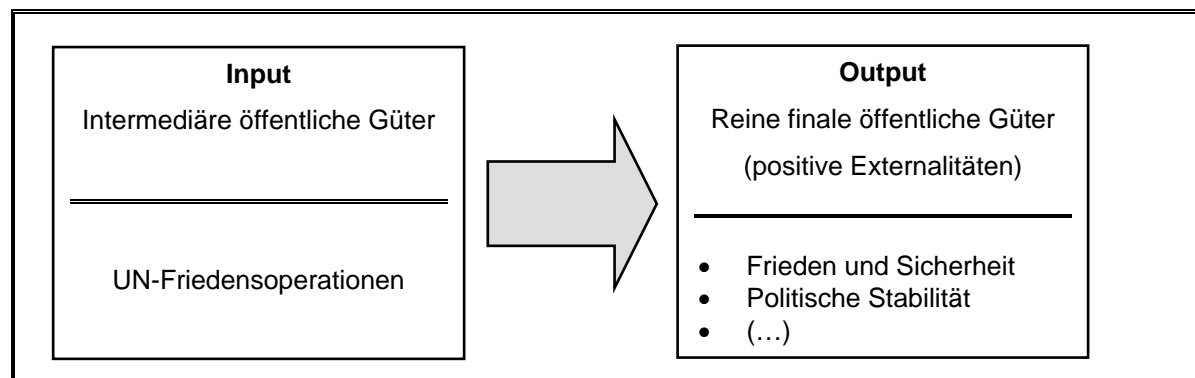 Input
Intermediäre öffentliche Güter
UN-Friedensoperationen
Output
Reine finale öffentliche Güter
(positive Externalitäten)
• Frieden und Sicherheit
• Politische Stabilität
• (…)